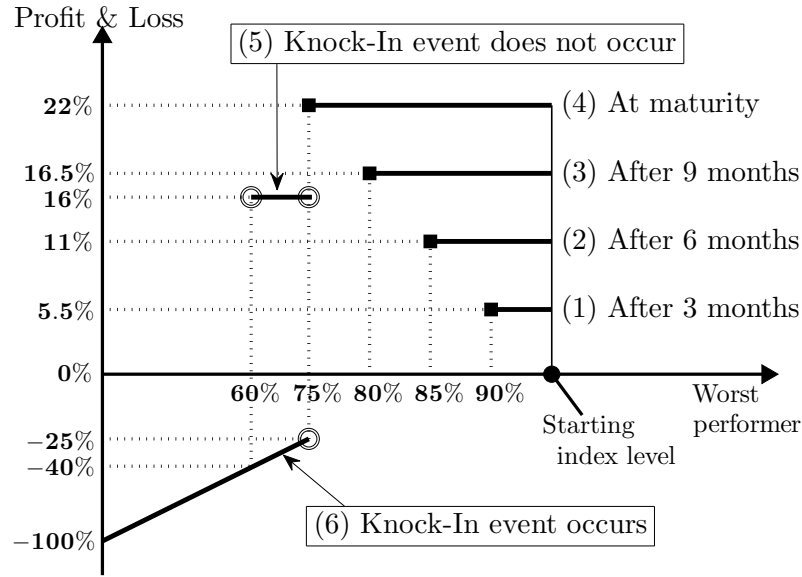 Profit & Loss
(5) Knock-In event does not occur
22%
(4) At maturity
16.5%
(3) After 9 months
16%
11%
(2) After 6 months
5.5%
(1) After 3 months
0%
60% 75% 80% 85% 90%
Worst
performer
Starting
index level
−25%
−40%
(6) Knock-In event occurs
−100%